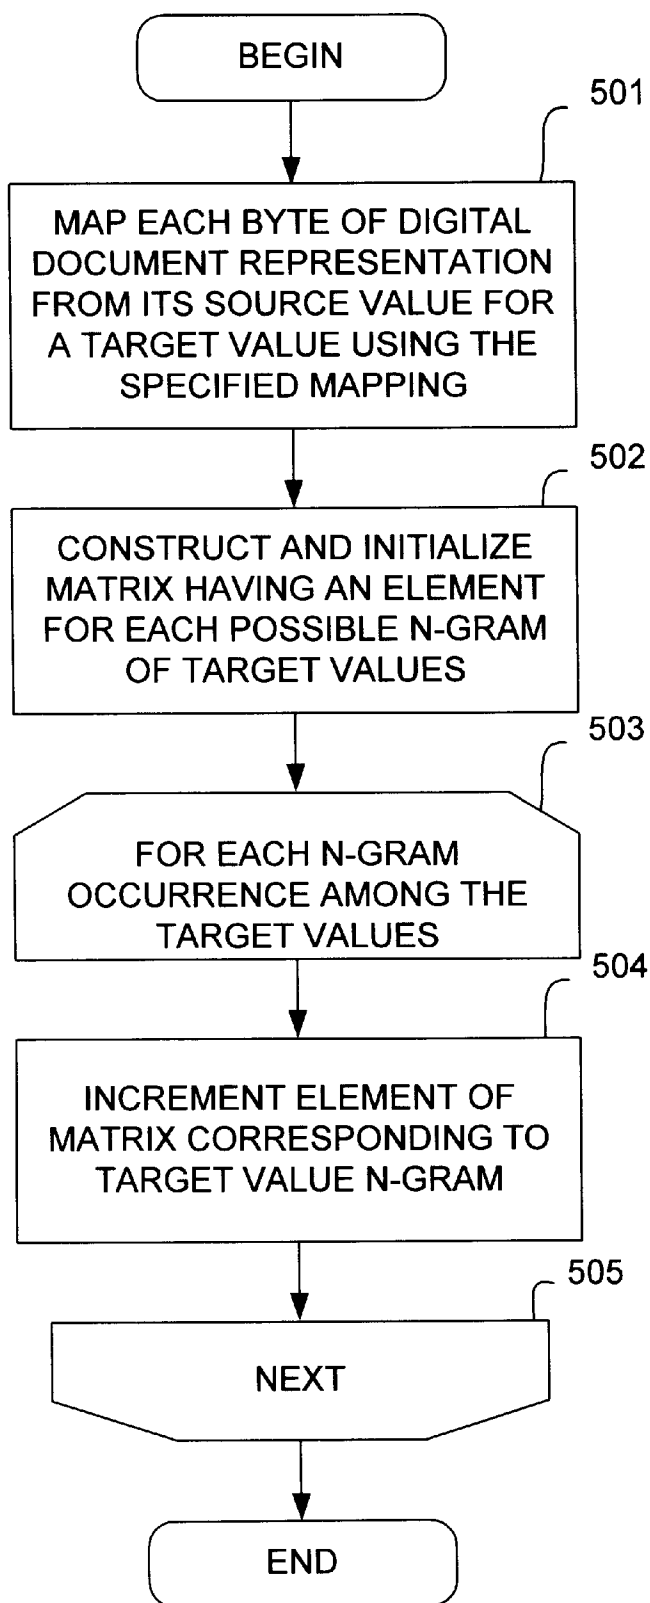 BEGIN
501
MAP EACH BYTE OF DIGITAL
DOCUMENT REPRESENTATION
FROM ITS SOURCE VALUE FOR
A TARGET VALUE USING THE
SPECIFIED MAPPING
502
CONSTRUCT AND INITIALIZE
MATRIX HAVING AN ELEMENT
FOR EACH POSSIBLE N-GRAM
OF TARGET VALUES
503
FOR EACH N-GRAM
OCCURRENCE AMONG THE
TARGET VALUES
504
INCREMENT ELEMENT OF
MATRIX CORRESPONDING TO
TARGET VALUE N-GRAM
505
NEXT
END